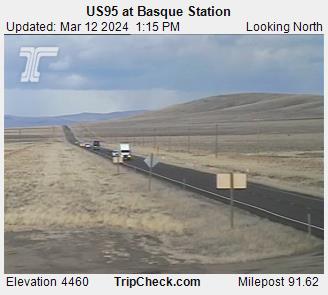 US95 at Basque Station
Updated: Mar 12 2024 1:15 PM Looking North
Elevation 4460 TripCheck.com Milepost 91.62